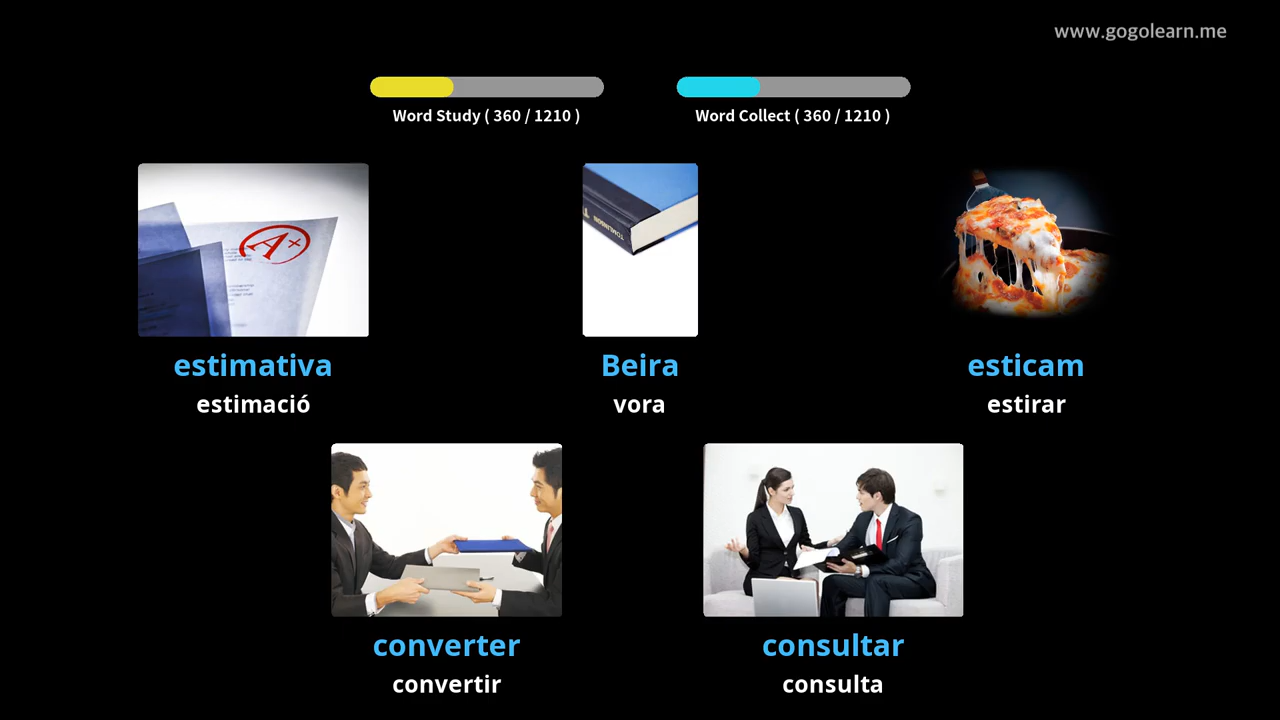 www.gogolearn.me
Word Study ( 360 / 1210 )
Word Collect ( 360 / 1210 )
A+
TOMLINSON
estimativa
Beira
esticam
estimació
vora
estirar
converter
consultar
convertir
consulta